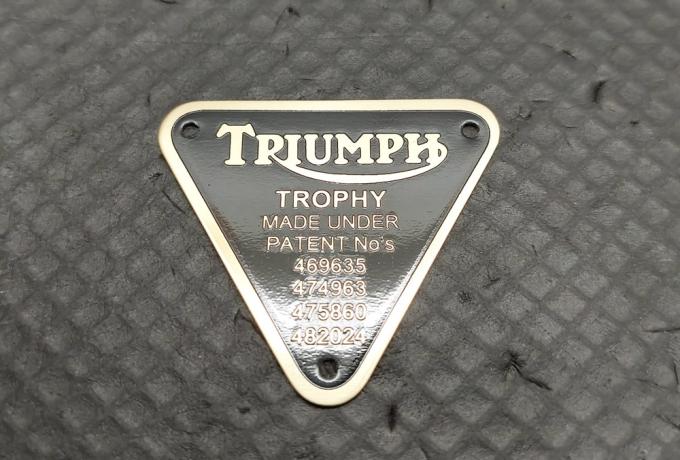 TRIUMPH
TROPHY
MADE UNDER
PATENT No's
469635
474963
475860
482024